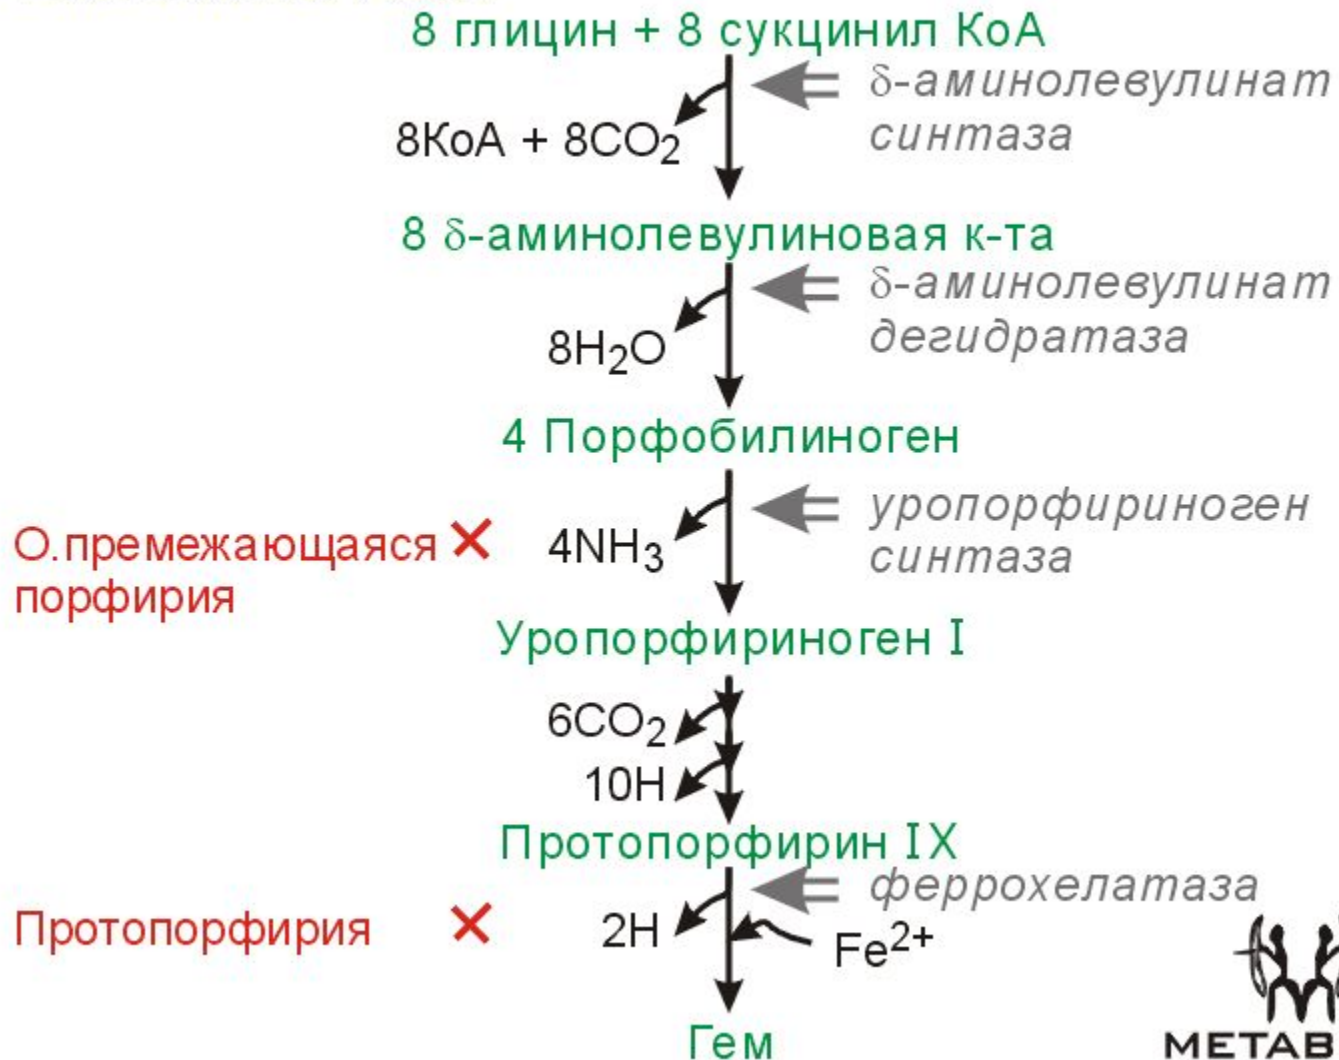 8 глицин + 8 сукцинил КоА
δ-аминолевулинат
синтаза
8КоА + 8CO₂
8 δ-аминолевулиновая к-та
δ-аминолевулинат
дегидратаза
8H₂O
4 Порфобилиноген
уропорфириноген
синтаза
О.премежающаяся
порфирия
4NH₃
Уропорфириноген I
6CO₂
10H
Протопорфирин IX
феррохелатаза
Протопорфирия
2H
Fe²⁺
Гем
METAB